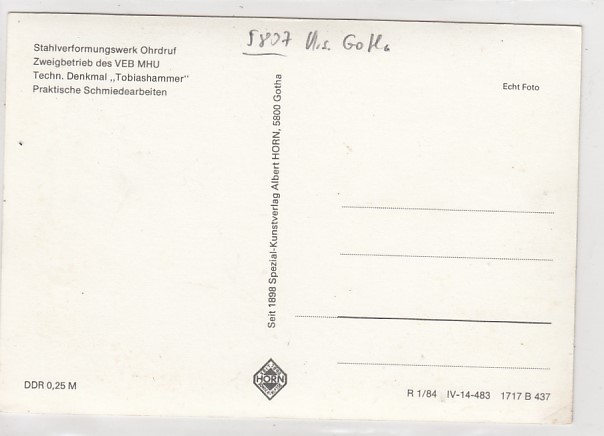 5807 Krs. Gotha
Stahlverformungswerk Ohrdruf
Zweigbetrieb des VEB MHU
Techn. Denkmal „Tobiashammer"
Praktische Schmiedearbeiten
Echt Foto
Seit 1898 Spezial-Kunstverlag Albert HORN, 5800 Gotha
HORN
DDR 0,25 M
R 1/84 IV-14-483 1717 B 437